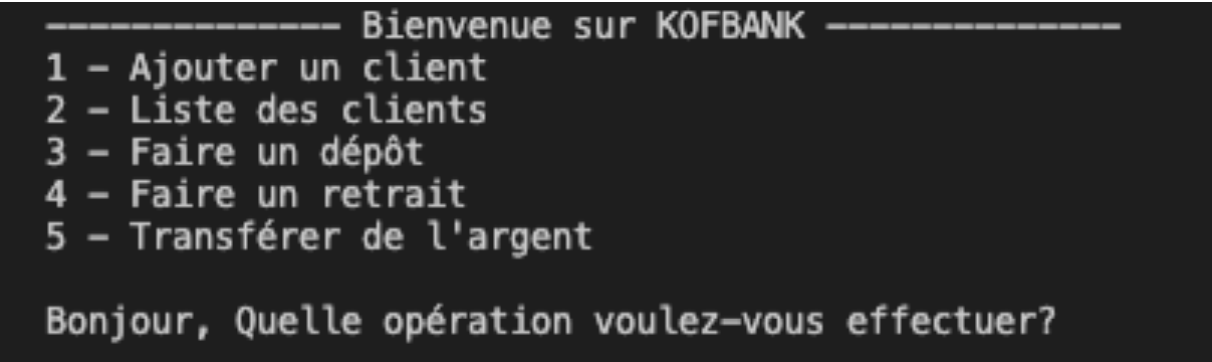 -------------- Bienvenue sur KOFBANK --------------
1 - Ajouter un client
2 - Liste des clients
3 - Faire un dépôt
4 - Faire un retrait
5 - Transférer de l'argent
Bonjour, Quelle opération voulez-vous effectuer?